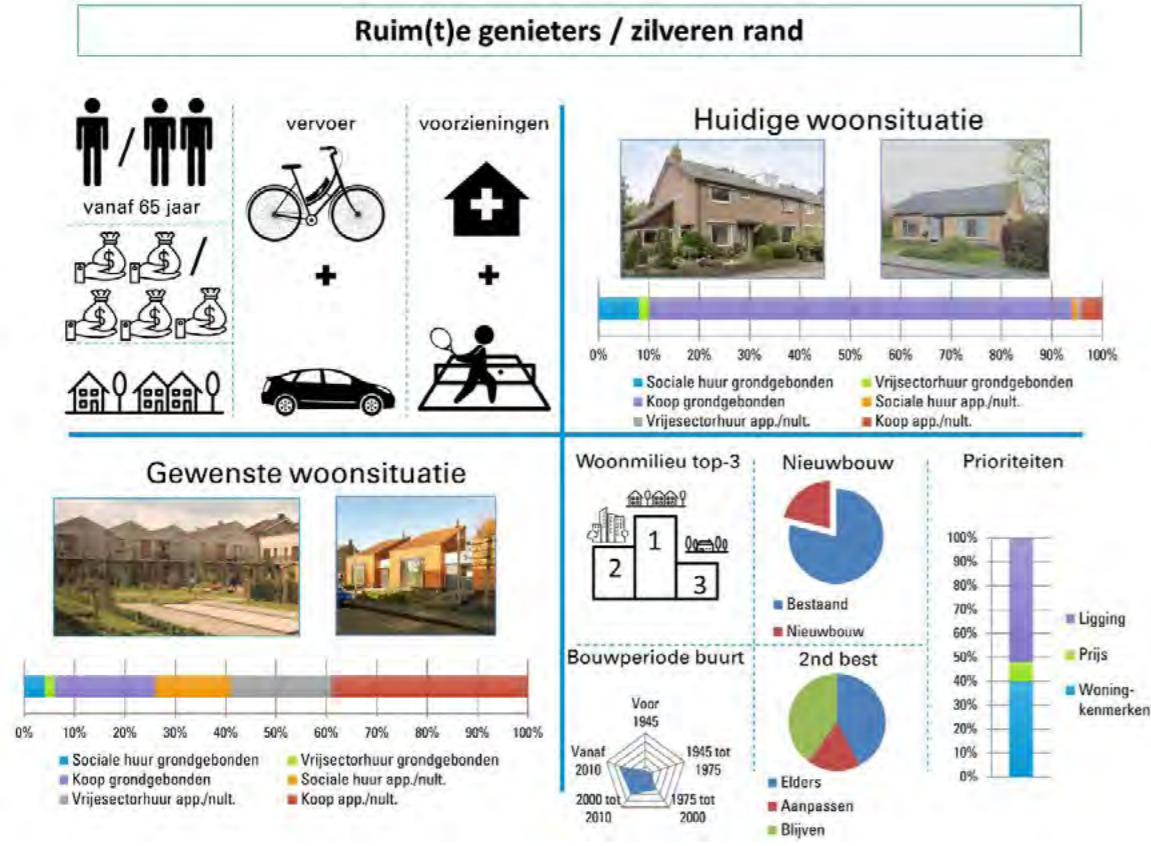 Ruim(t)e genieters / zilveren rand
vanaf 65 jaar
$ $ /
$ $ $
vervoer
+
voorzieningen
+
Huidige woonsituatie
0% 10% 20% 30% 40% 50% 60% 70% 80% 90% 100%
Sociale huur grondgebonden
Vrijsectorhuur grondgebonden
Koop grondgebonden
Sociale huur app./nult.
Vrijesectorhuur app./nult.
Koop app./nult.
Gewenste woonsituatie
0% 10% 20% 30% 40% 50% 60% 70% 80% 90% 100%
Sociale huur grondgebonden
Vrijsectorhuur grondgebonden
Koop grondgebonden
Sociale huur app./nult.
Vrijesectorhuur app./nult.
Koop app./nult.
Woonmilieu top-3
1
2
3
Nieuwbouw
Bestaand
Nieuwbouw
Bouwperiode buurt
Voor
1945
1945 tot
1975
1975 tot
2000
2000 tot
2010
Vanaf
2010
2nd best
Elders
Aanpassen
Blijven
Prioriteiten
100%
90%
80%
70%
60%
50%
40%
30%
20%
10%
0%
Ligging
Prijs
Woning-
kenmerken